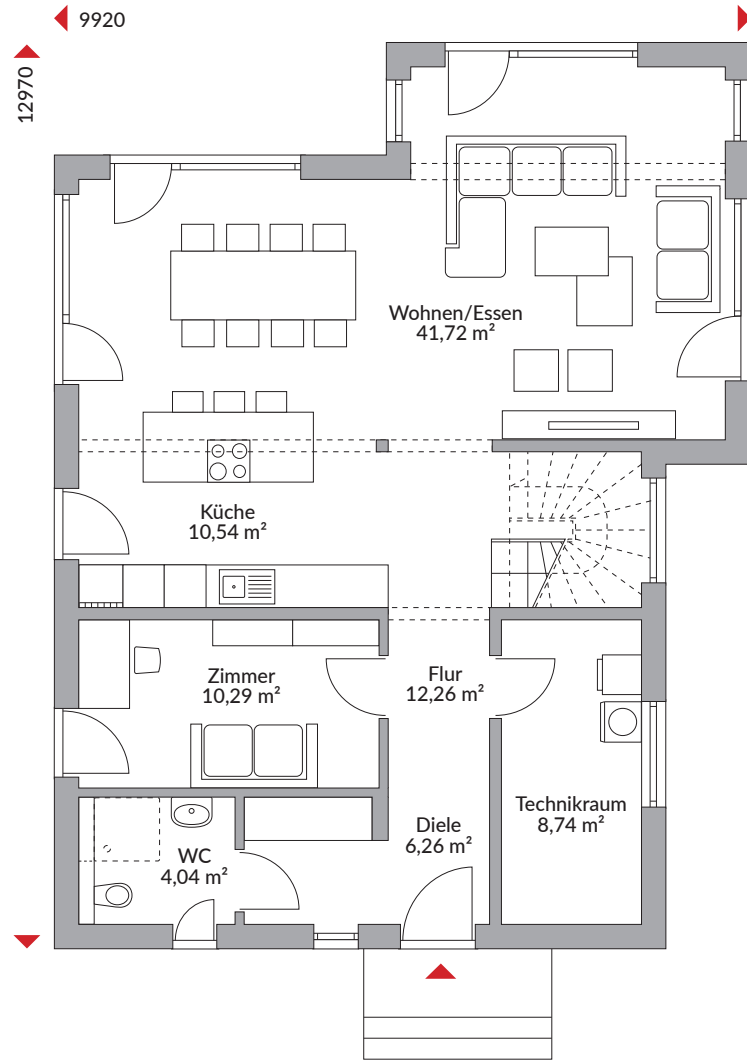 9920
12970
Wohnen/Essen
41,72 m²
Küche
10,54 m²
Zimmer
10,29 m²
Flur
12,26 m²
Technikraum
8,74 m²
Diele
6,26 m²
WC
4,04 m²